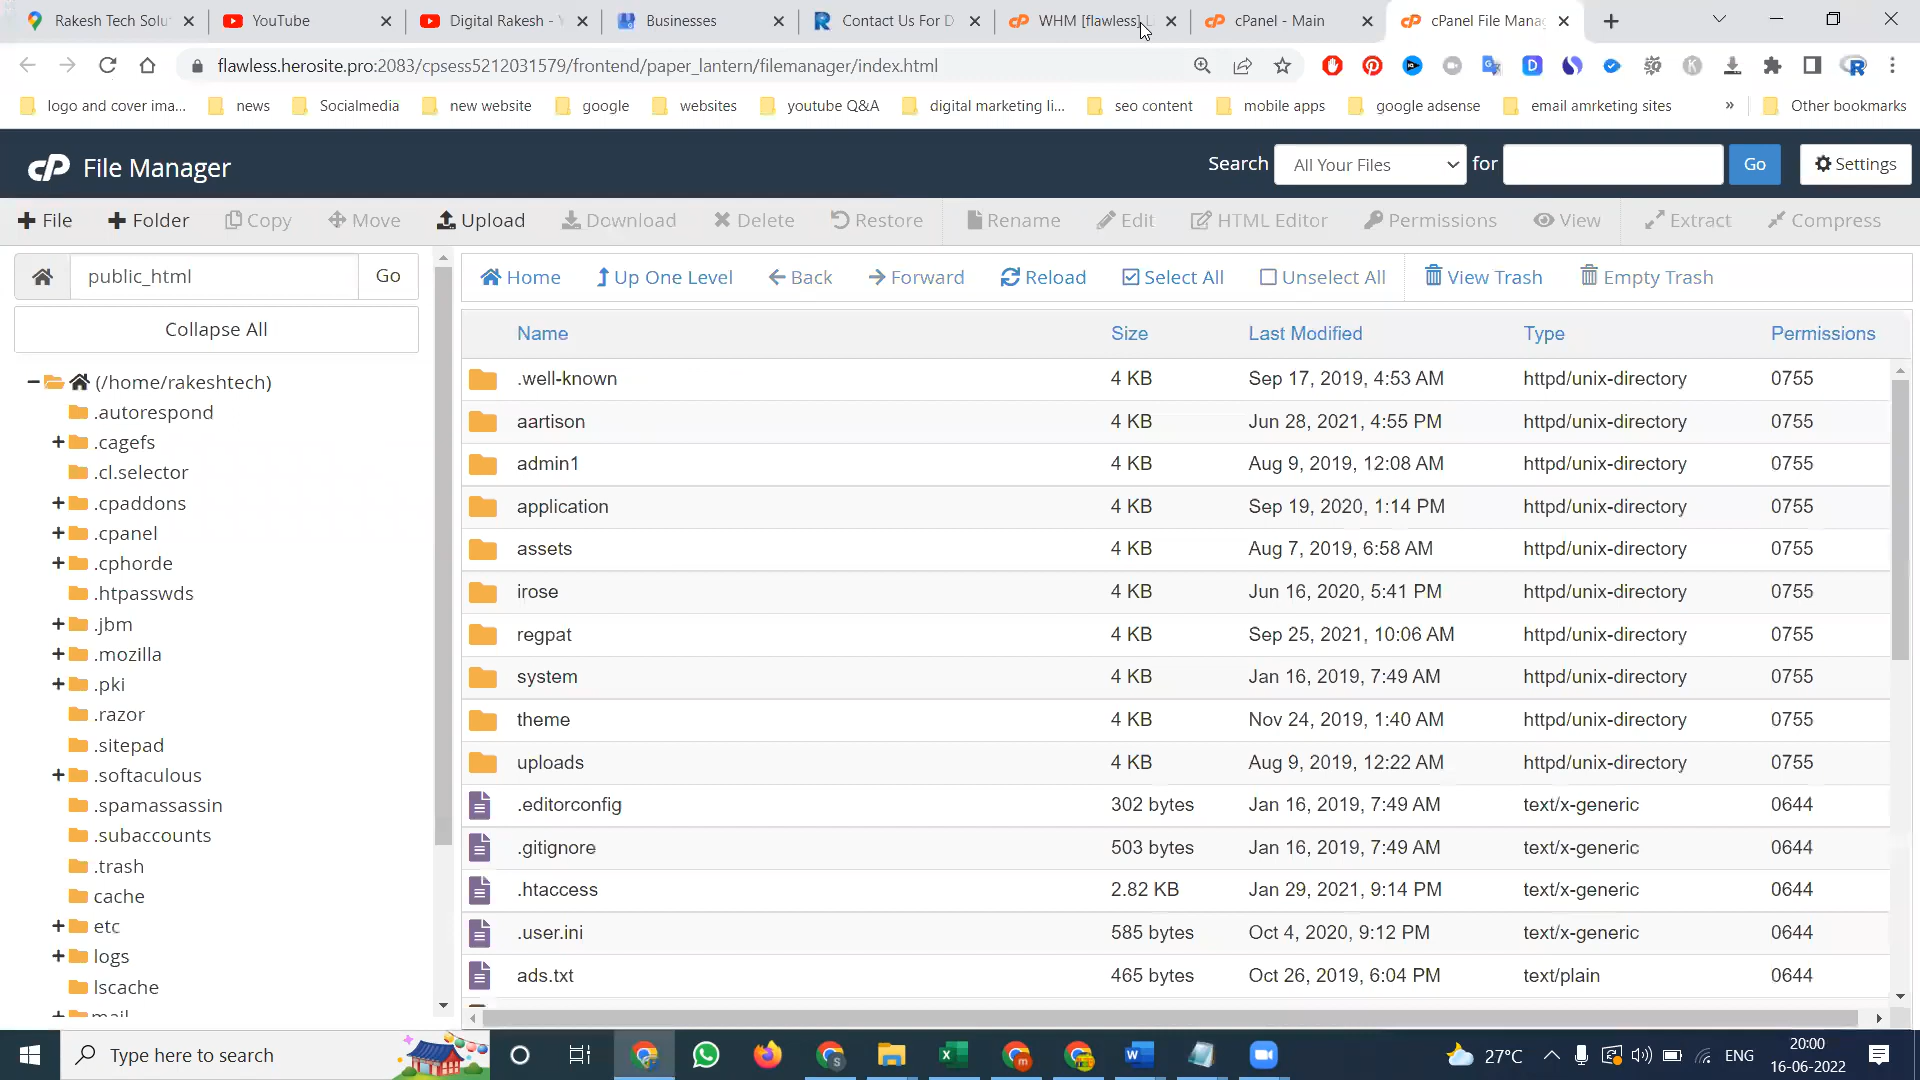 Rakesh Tech Solu
YouTube
Digital Rakesh -
Businesses
Contact Us For D
WHM [flawless] L
cPanel - Main
cPanel File Mana
flawless.herosite.pro:2083/cpsess5212031579/frontend/paper_lantern/filemanager/index.html
logo and cover ima...
news
Socialmedia
new website
google
websites
youtube Q&A
digital marketing li...
seo content
mobile apps
google adsense
email amrketing sites
»
Other bookmarks
cP File Manager
Search
All Your Files
for
Go
Settings
File
Folder
Copy
Move
Upload
Download
Delete
Restore
Rename
Edit
HTML Editor
Permissions
View
Extract
Compress
public_html
Go
Home
Up One Level
Back
Forward
Reload
Select All
Unselect All
View Trash
Empty Trash
Collapse All
(/home/rakeshtech)
.autorespond
.cagefs
.cl.selector
.cpaddons
.cpanel
.cphorde
.htpasswds
.jbm
.mozilla
.pki
.razor
.sitepad
.softaculous
.spamassassin
.subaccounts
.trash
cache
etc
logs
lscache
mail
Name Size Last Modified Type Permissions
.well-known 4 KB Sep 17, 2019, 4:53 AM httpd/unix-directory 0755
aartison 4 KB Jun 28, 2021, 4:55 PM httpd/unix-directory 0755
admin1 4 KB Aug 9, 2019, 12:08 AM httpd/unix-directory 0755
application 4 KB Sep 19, 2020, 1:14 PM httpd/unix-directory 0755
assets 4 KB Aug 7, 2019, 6:58 AM httpd/unix-directory 0755
irose 4 KB Jun 16, 2020, 5:41 PM httpd/unix-directory 0755
regpat 4 KB Sep 25, 2021, 10:06 AM httpd/unix-directory 0755
system 4 KB Jan 16, 2019, 7:49 AM httpd/unix-directory 0755
theme 4 KB Nov 24, 2019, 1:40 AM httpd/unix-directory 0755
uploads 4 KB Aug 9, 2019, 12:22 AM httpd/unix-directory 0755
.editorconfig 302 bytes Jan 16, 2019, 7:49 AM text/x-generic 0644
.gitignore 503 bytes Jan 16, 2019, 7:49 AM text/x-generic 0644
.htaccess 2.82 KB Jan 29, 2021, 9:14 PM text/x-generic 0644
.user.ini 585 bytes Oct 4, 2020, 9:12 PM text/x-generic 0644
ads.txt 465 bytes Oct 26, 2019, 6:04 PM text/plain 0644
Type here to search
27°C
ENG
20:00
16-06-2022